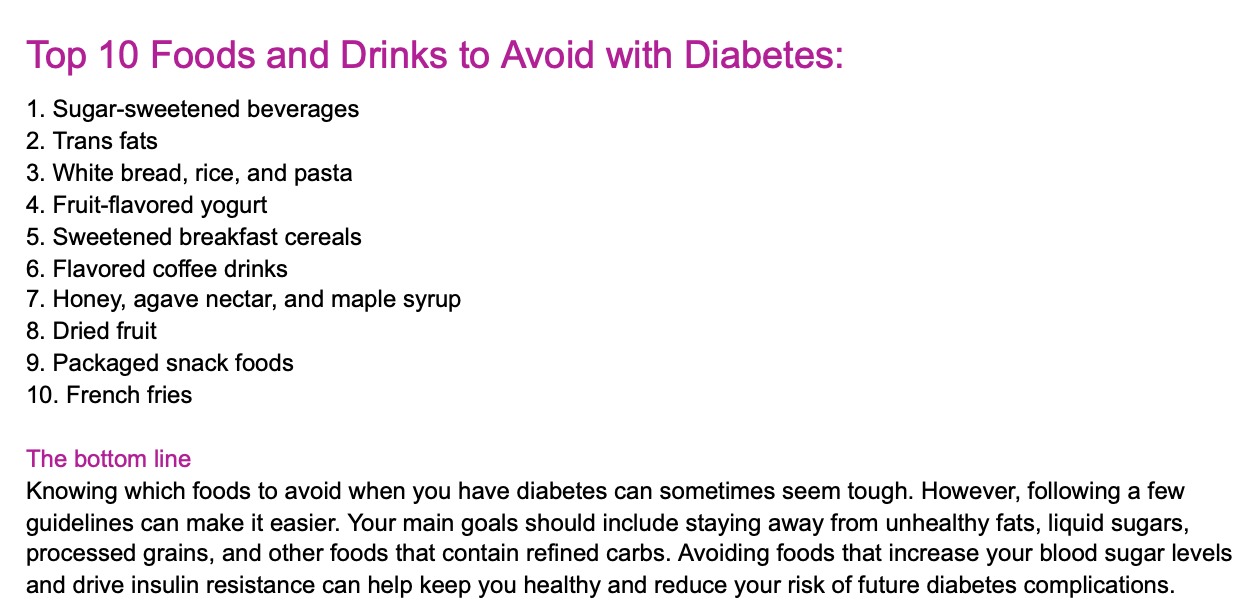 Top 10 Foods and Drinks to Avoid with Diabetes:
1. Sugar-sweetened beverages
2. Trans fats
3. White bread, rice, and pasta
4. Fruit-flavored yogurt
5. Sweetened breakfast cereals
6. Flavored coffee drinks
7. Honey, agave nectar, and maple syrup
8. Dried fruit
9. Packaged snack foods
10. French fries
The bottom line
Knowing which foods to avoid when you have diabetes can sometimes seem tough. However, following a few
guidelines can make it easier. Your main goals should include staying away from unhealthy fats, liquid sugars,
processed grains, and other foods that contain refined carbs. Avoiding foods that increase your blood sugar levels
and drive insulin resistance can help keep you healthy and reduce your risk of future diabetes complications.